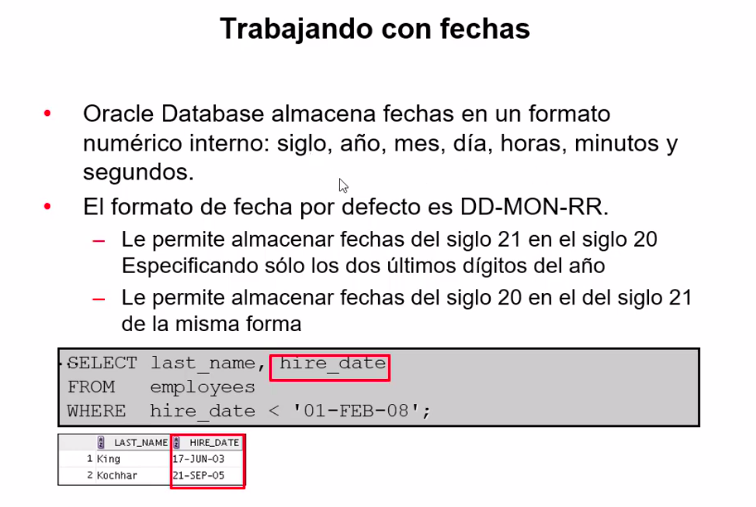 Trabajando con fechas
• Oracle Database almacena fechas en un formato
numérico interno: siglo, año, mes, día, horas, minutos y
segundos.
• El formato de fecha por defecto es DD-MON-RR.
– Le permite almacenar fechas del siglo 21 en el siglo 20
Especificando sólo los dos últimos dígitos del año
– Le permite almacenar fechas del siglo 20 en el del siglo 21
de la misma forma
SELECT last_name, hire_date
FROM employees
WHERE hire_date < '01-FEB-08';
LAST_NAME HIRE_DATE
1 King 17-JUN-03
2 Kochhar 21-SEP-05